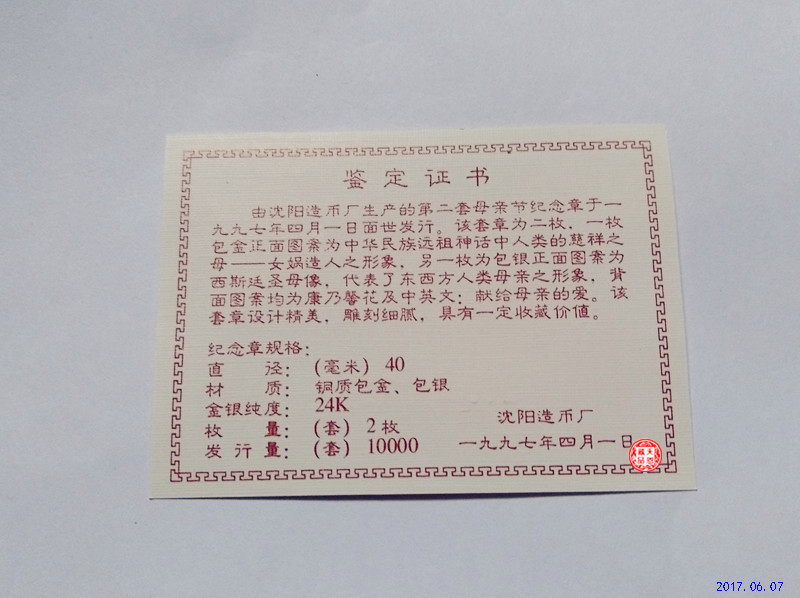 鉴定证书
由沈阳造币厂生产的第二套母亲节纪念章于一
九九七年四月一日面世发行。该套章为二枚，一枚
包金正面图案为中华民族远祖神话中人类的慈祥之
母——女娲造人之形象，另一枚为包银正面图案为
西斯廷圣母像，代表了东西方人类母亲之形象，背
面图案均为康乃馨花及中英文：献给母亲的爱。该
套章设计精美，雕刻细腻，具有一定收藏价值。
纪念章规格：
直 径：（毫米）40
材 质：铜质包金、包银
金银纯度：24K
枚 量：（套）2枚
发行量：（套）10000
沈阳造币厂
一九九七年四月一日
2017.06.07